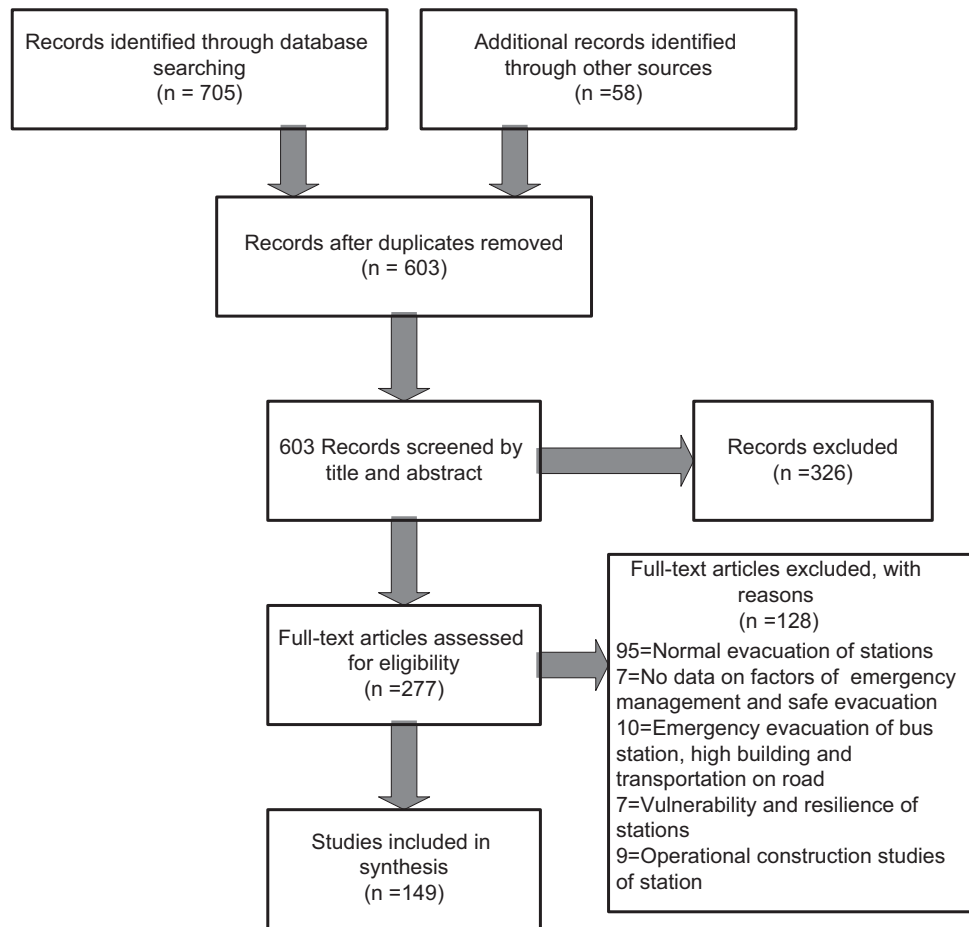 Records identified through database
searching
(n = 705)
Additional records identified
through other sources
(n =58)
Records after duplicates removed
(n = 603)
603 Records screened by
title and abstract
Records excluded
(n =326)
Full-text articles assessed
for eligibility
(n =277)
Full-text articles excluded, with
reasons
(n =128)
95=Normal evacuation of stations
7=No data on factors of emergency
management and safe evacuation
10=Emergency evacuation of bus
station, high building and
transportation on road
7=Vulnerability and resilience of
stations
9=Operational construction studies
of station
Studies included in
synthesis
(n =149)